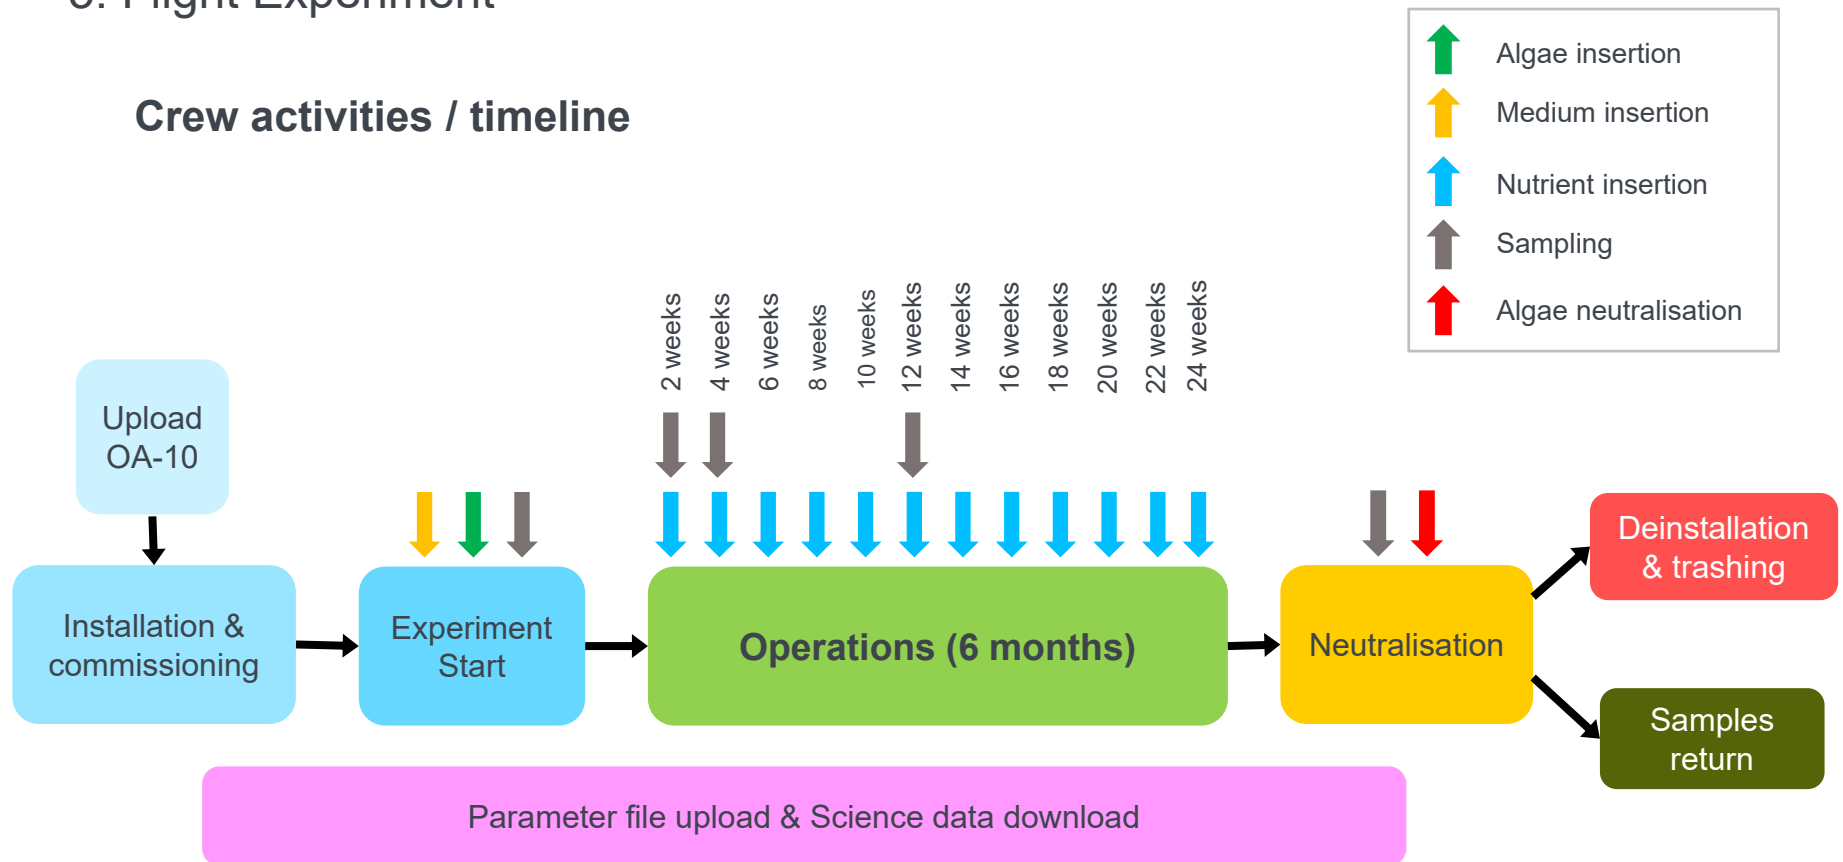 Flight Experiment
Crew activities / timeline
Algae insertion
Medium insertion
Nutrient insertion
Sampling
Algae neutralisation
2 weeks
4 weeks
6 weeks
8 weeks
10 weeks
12 weeks
14 weeks
16 weeks
18 weeks
20 weeks
22 weeks
24 weeks
Upload
OA-10
Installation &
commissioning
Experiment
Start
Operations (6 months)
Neutralisation
Deinstallation
& trashing
Samples
return
Parameter file upload & Science data download